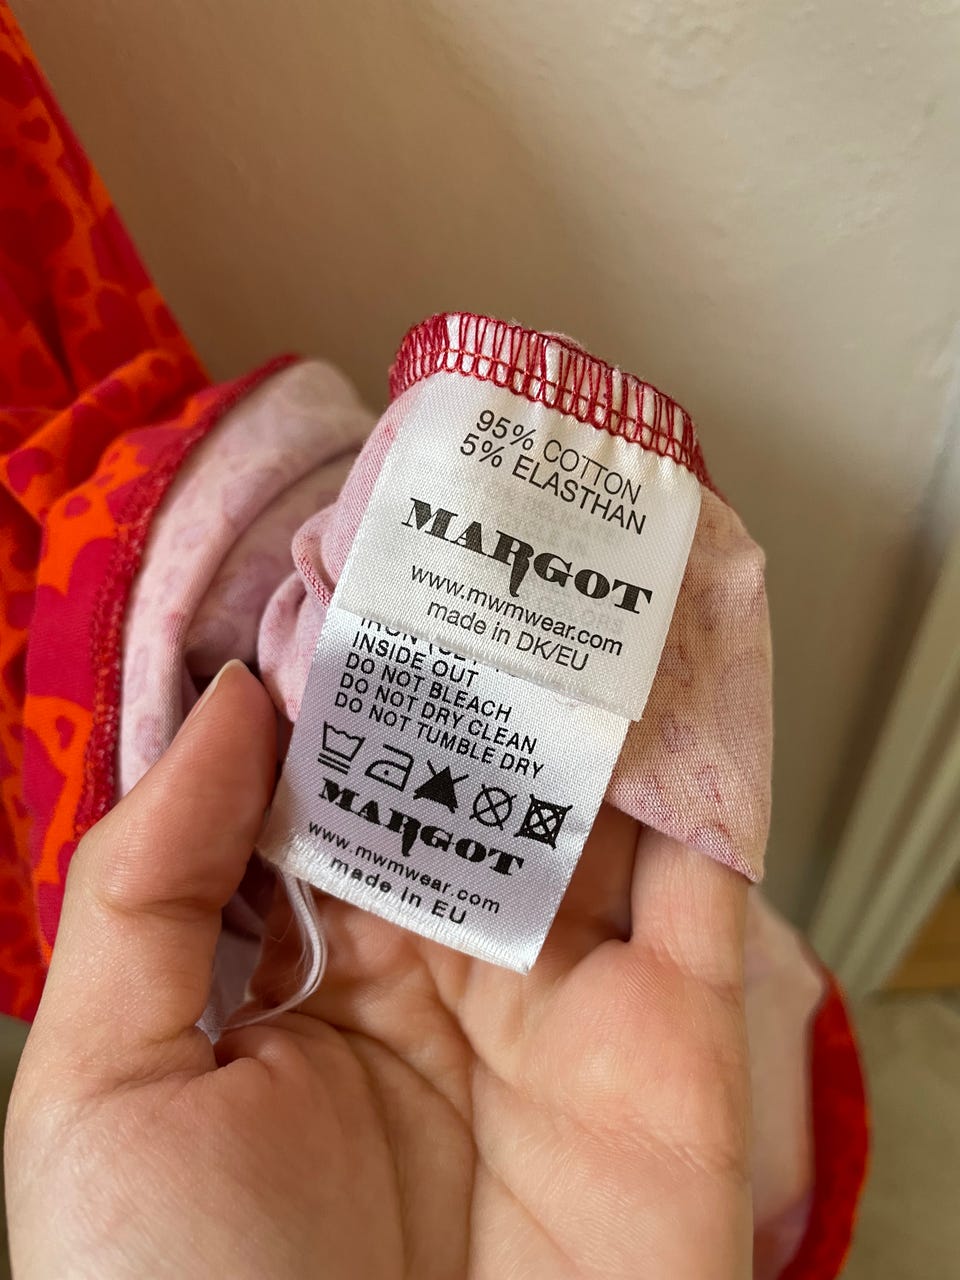 95% COTTON
5% ELASTHAN
MARGOT
www.mwmwear.com
made in DK/EU
IRON
INSIDE OUT
DO NOT BLEACH
DO NOT DRY CLEAN
DO NOT TUMBLE DRY
MARGOT
www.mwmwear.com
made in EU